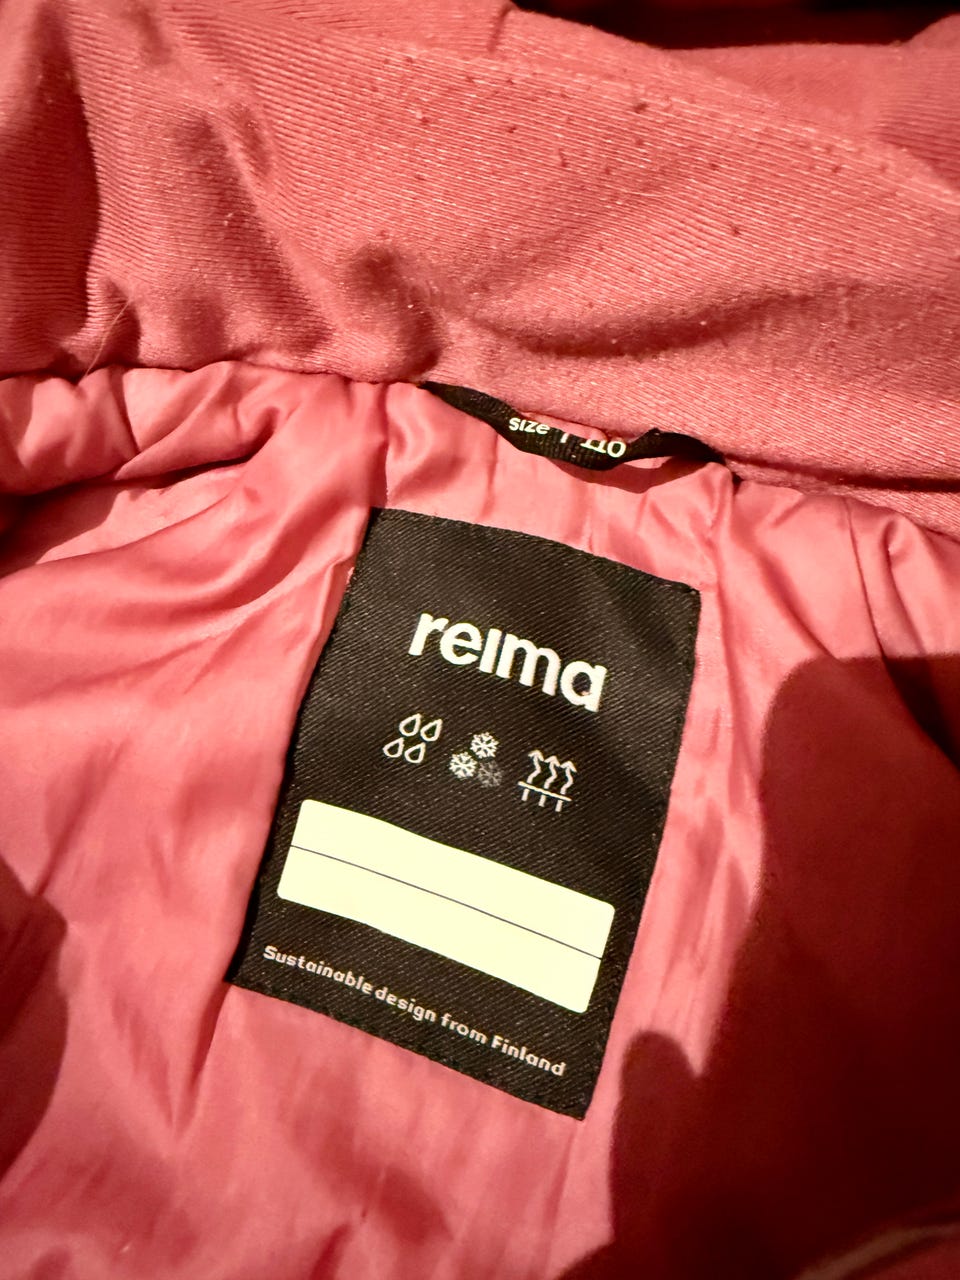 size / 110
reima
Sustainable design from Finland